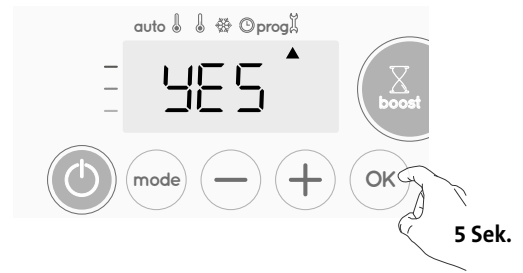 auto prog
YES
boost
mode − + OK
5 Sek.